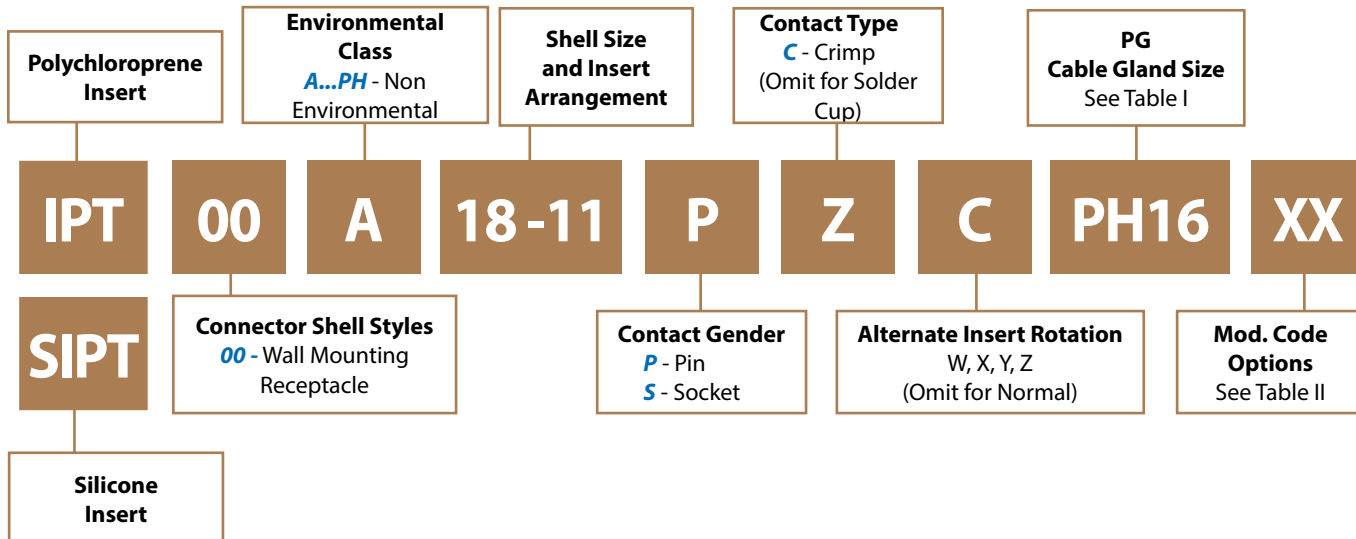 Polychloroprene
Insert
Environmental
Class
A...PH - Non
Environmental
Shell Size
and Insert
Arrangement
Contact Type
C - Crimp
(Omit for Solder
Cup)
PG
Cable Gland Size
See Table I
IPT 00 A 18-11 P Z C PH16 XX
SIPT
Connector Shell Styles
00 - Wall Mounting
Receptacle
Contact Gender
P - Pin
S - Socket
Alternate Insert Rotation
W, X, Y, Z
(Omit for Normal)
Mod. Code
Options
See Table II
Silicone
Insert